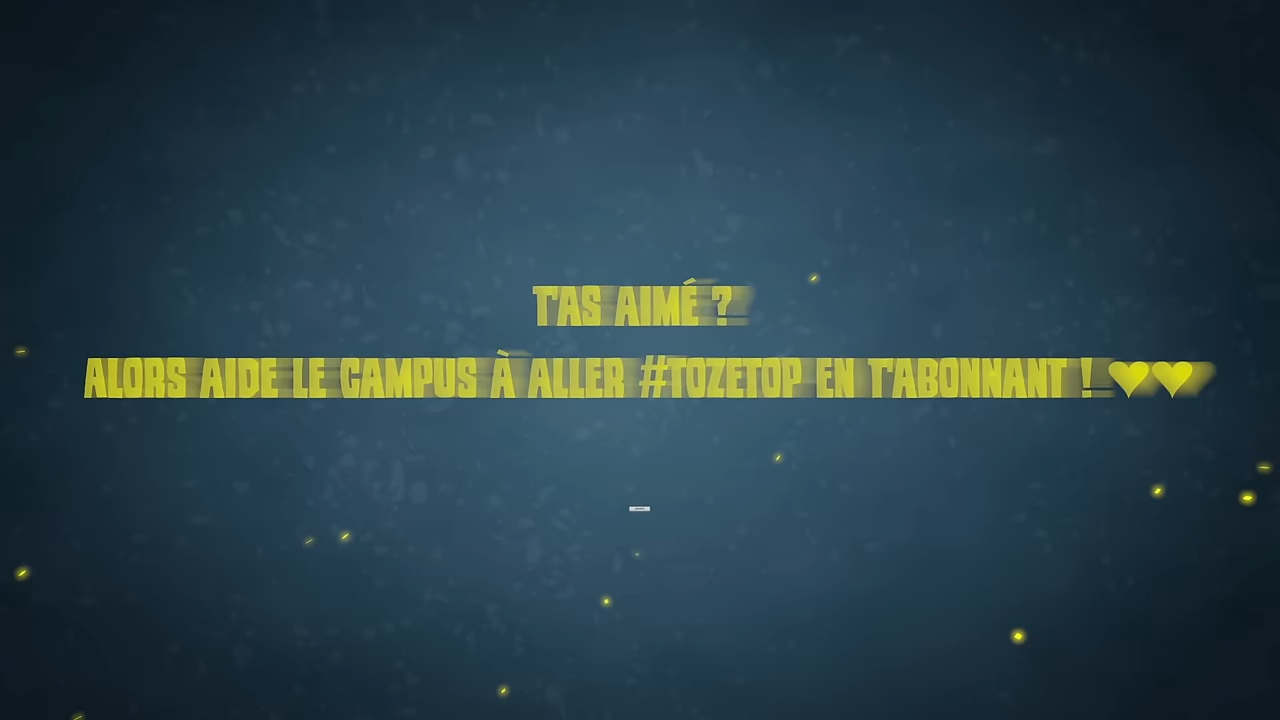 T'AS AIMÉ ?
ALORS AIDE LE CAMPUS À ALLER #TOZETOP EN T'ABONNANT ! ♥♥